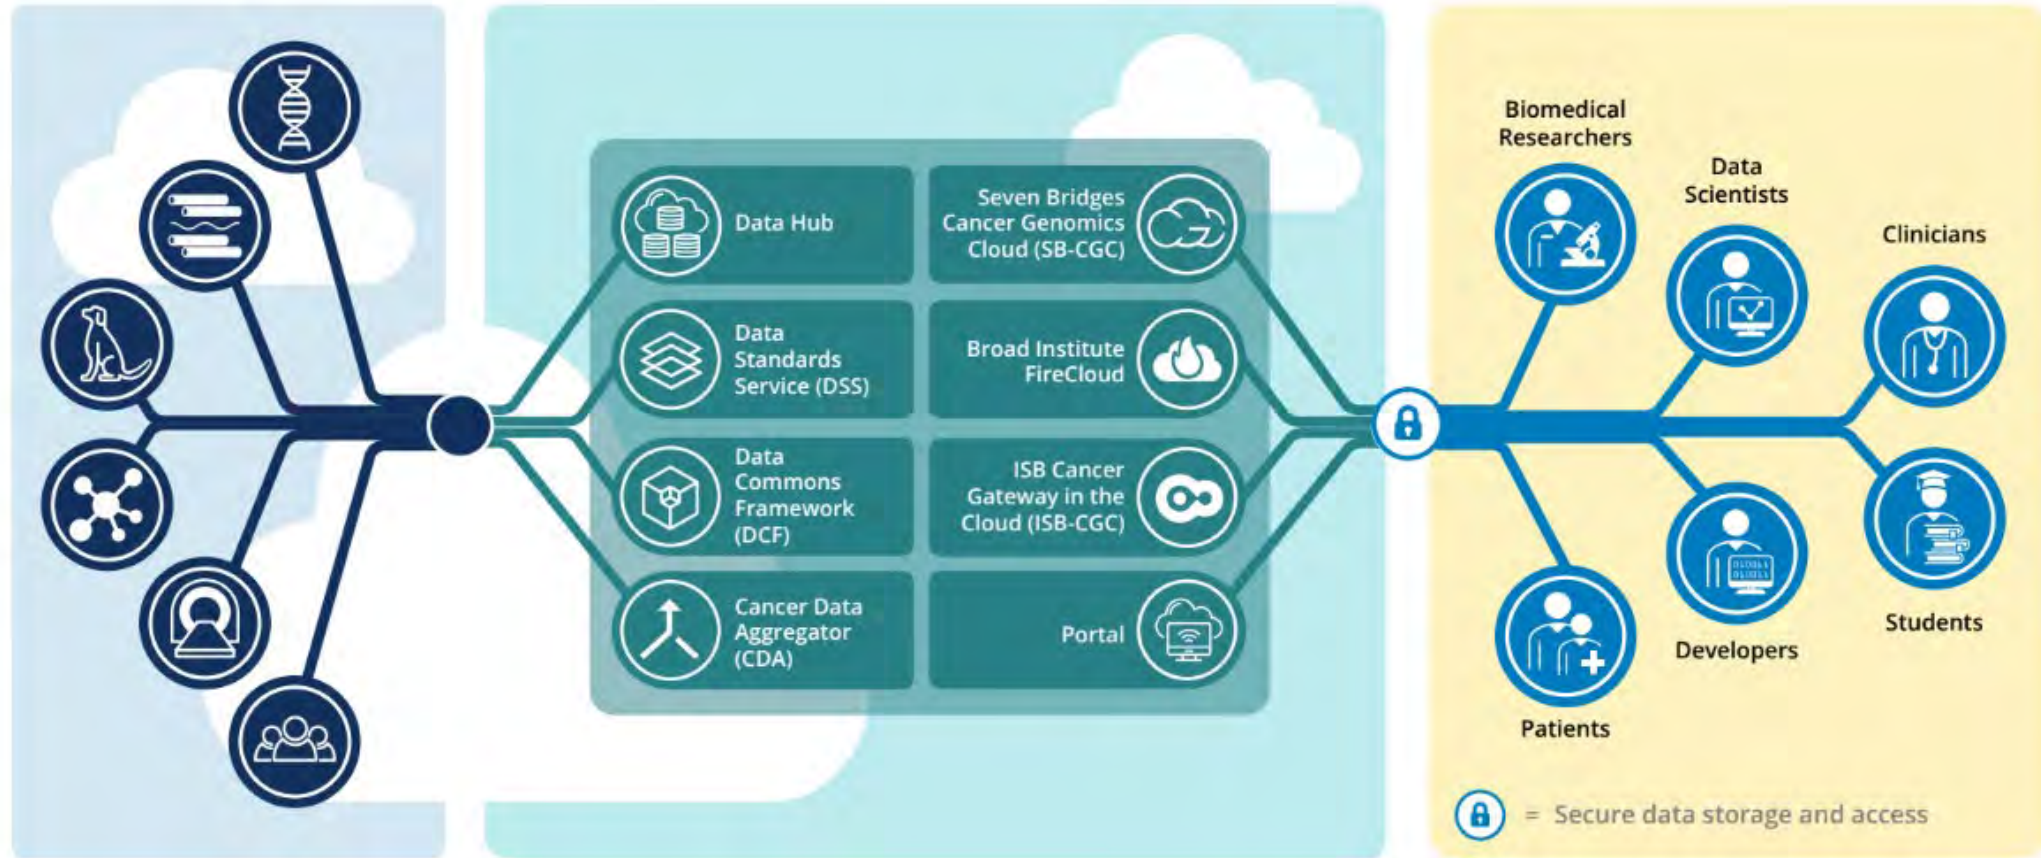 Data Hub
Data
Standards
Service (DSS)
Data
Commons
Framework
(DCF)
Cancer Data
Aggregator
(CDA)
Seven Bridges
Cancer Genomics
Cloud (SB-CGC)
Broad Institute
FireCloud
ISB Cancer
Gateway in the
Cloud (ISB-CGC)
Portal
Biomedical
Researchers
Data
Scientists
Clinicians
Patients
Developers
Students
= Secure data storage and access